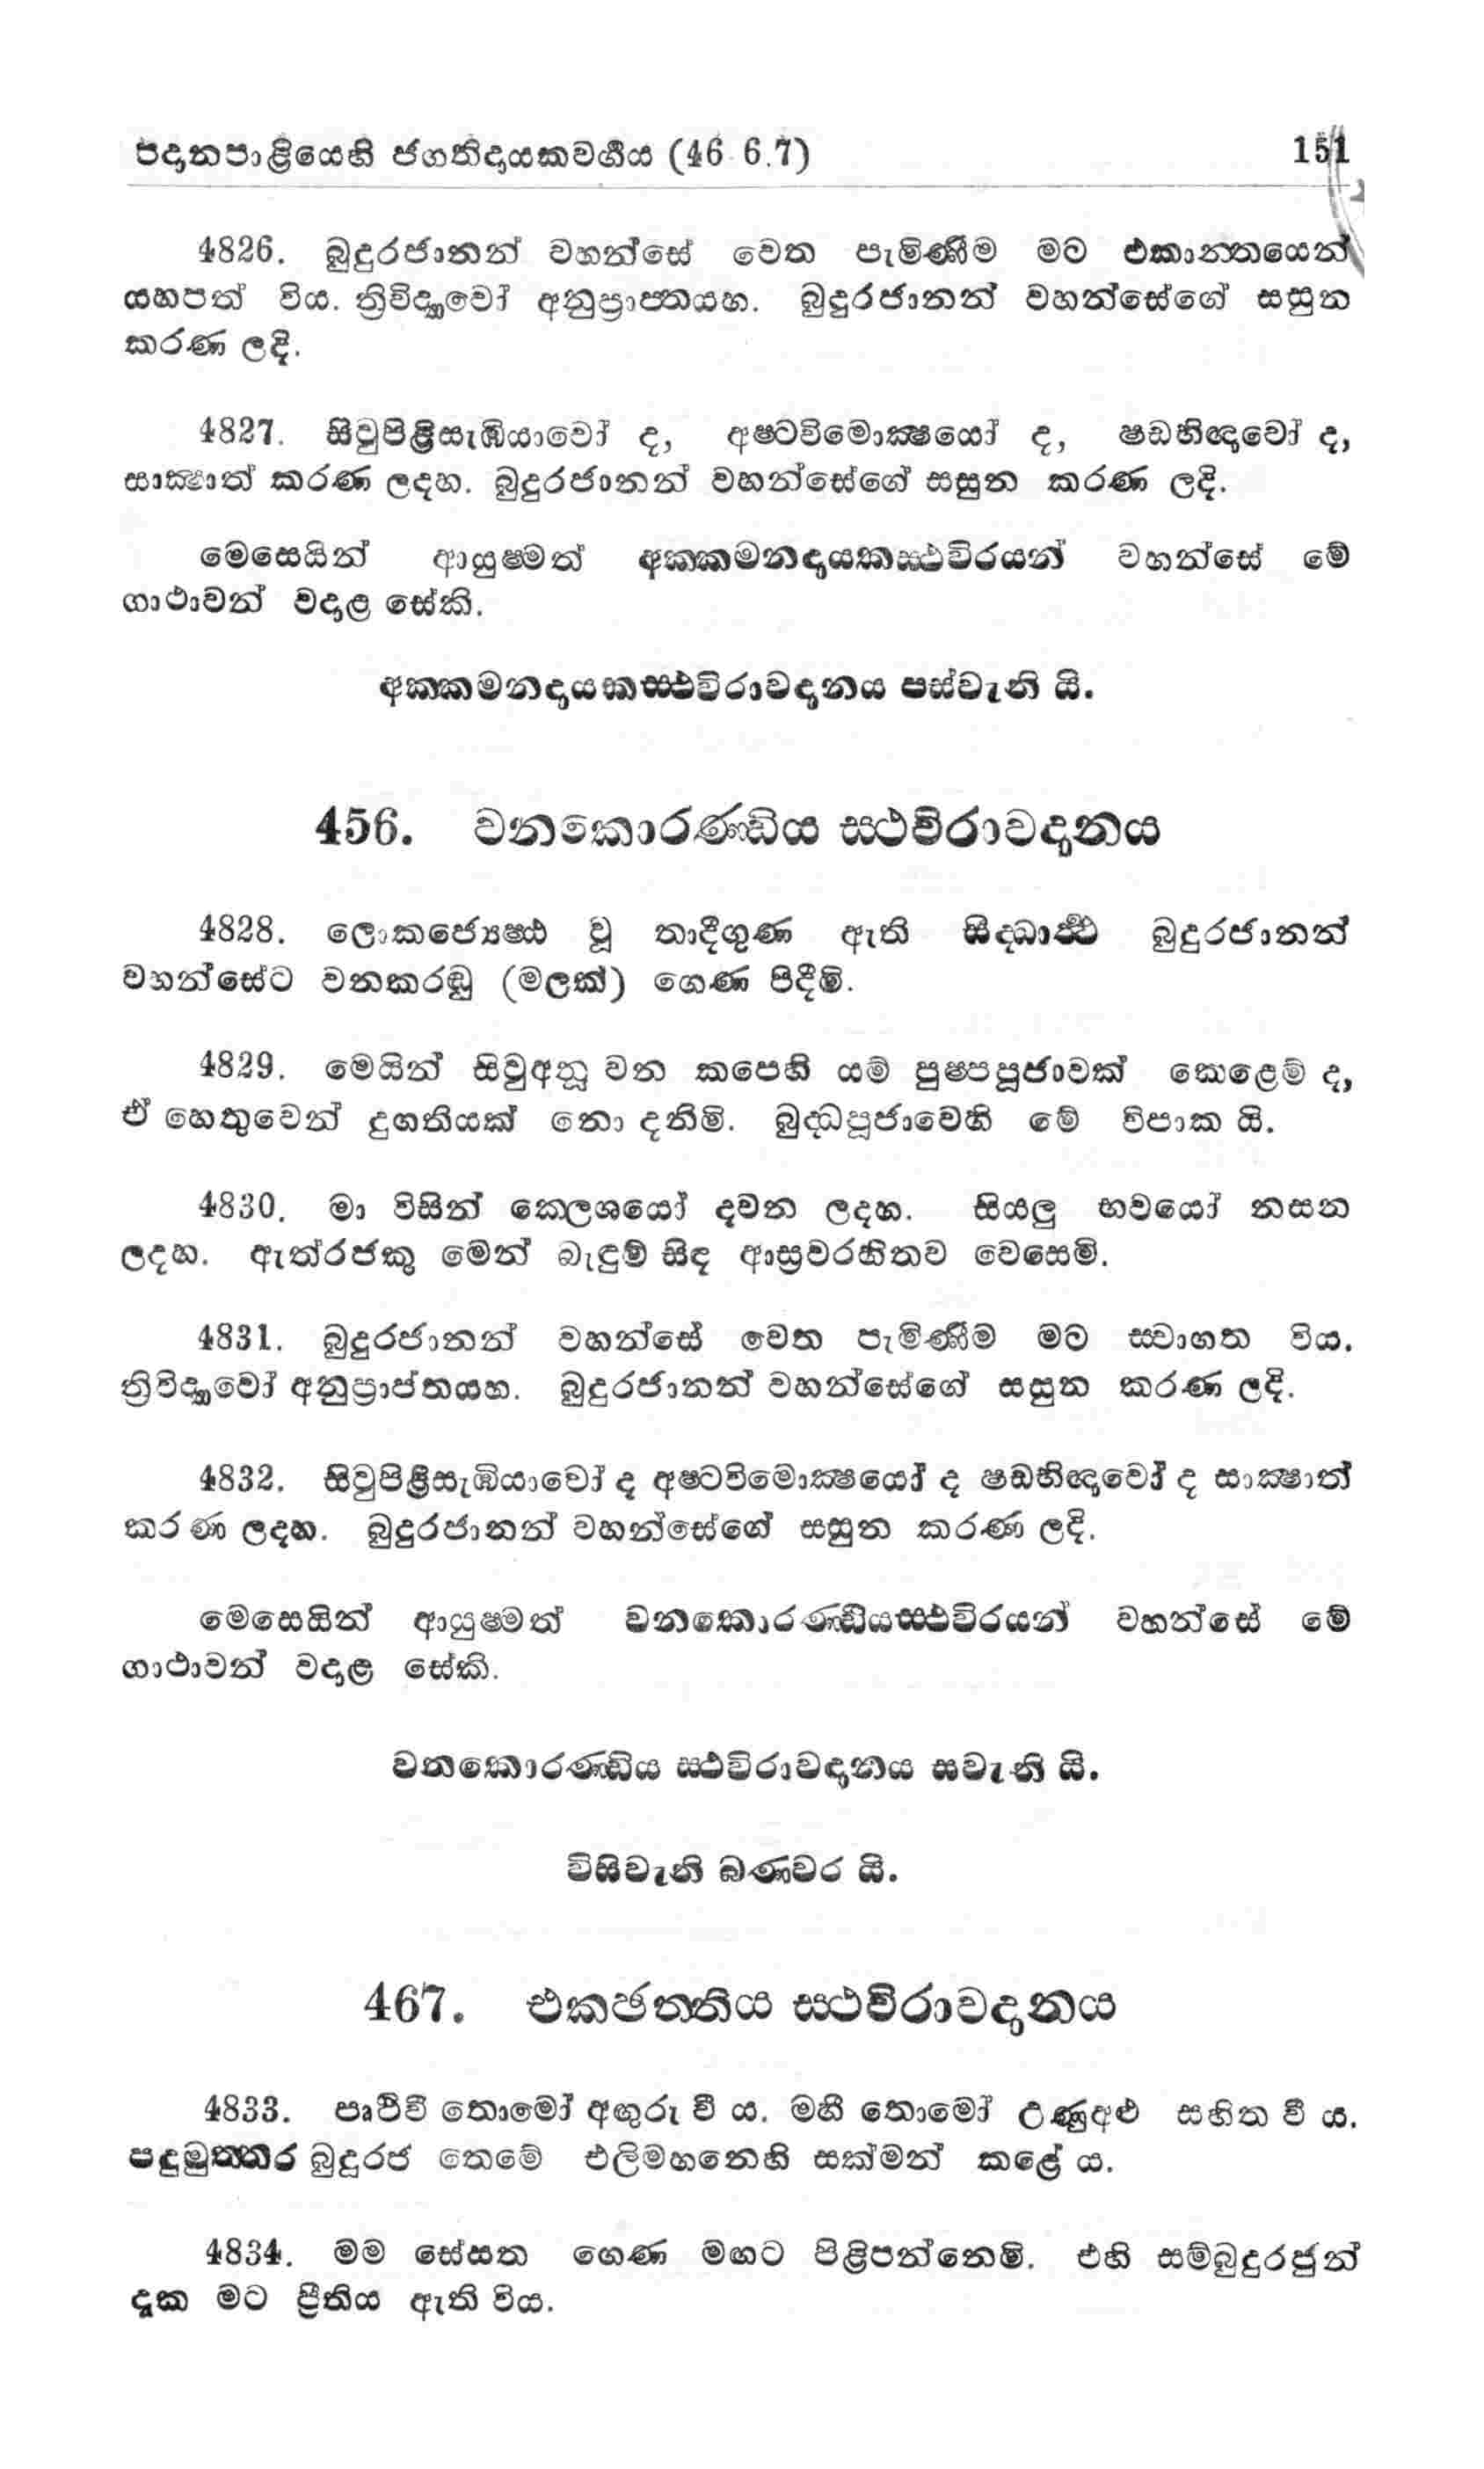 පදානපාළියෙහි ජගතිදායකවර්‍ගය (46 6.7) 151
4826. බුදුරජානන් වහන්සේ වෙත පැමිණීම මට එකාන්තයෙන්
යහපත් විය. ත්‍රිවිද්‍යාවෝ අනුප්‍රාප්තයහ. බුදුරජානන් වහන්සේගේ සසුන
කරණ ලදි.
4827. සිවුපිළිසැඹියාවෝ ද, අෂ්ටවිමොක්‍ෂයෝ ද, ෂඩභිඥාවෝ ද,
සාක්‍ෂාත් කරණ ලදහ. බුදුරජානන් වහන්සේගේ සසුන කරණ ලදි.
මෙසෙයින් ආයුෂ්මත් අක්කමනදායකස්ථවිරයන් වහන්සේ මේ
ගාථාවන් වදාළ සේකි.
අක්කමනදායකස්ථවිරාවදානය පස්වැනි යි.
456. වනකොරණ්ඩිය ස්ථවිරාවදානය
4828. ලොකජ්‍යෙෂ්ඨ වූ තාදීගුණ ඇති සිද්ධාර්‍ථ බුදුරජානන්
වහන්සේට වනකරඬු (මලක්) ගෙණ පිදීමි.
4829. මෙයින් සිවුඅනූ වන කපෙහි යම් පුෂ්පපූජාවක් කෙළෙම් ද,
ඒ හෙතුවෙන් දුගතියක් නො දනිමි. බුද්ධපූජාවෙහි මේ විපාක යි.
4830. මා විසින් කෙලශයෝ දවන ලදහ. සියලු භවයෝ නසන
ලදහ. ඇත්රජකු මෙන් බැඳුම් සිඳ ආස්‍රවරහිතව වෙසෙමි.
4831. බුදුරජානන් වහන්සේ වෙත පැමිණීම මට ස්වාගත විය.
ත්‍රිවිද්‍යාවෝ අනුප්‍රාප්තයහ. බුදුරජානන් වහන්සේගේ සසුන කරණ ලදි.
4832. සිවුපිළිසැඹියාවෝ ද අෂ්ටවිමොක්‍ෂයෝ ද ෂඩභිඥාවෝ ද සාක්‍ෂාත්
කරණ ලදහ. බුදුරජානන් වහන්සේගේ සසුන කරණ ලදි.
මෙසෙයින් ආයුෂ්මත් වනකොරණ්ඩියස්ථවිරයන් වහන්සේ මේ
ගාථාවන් වදාළ සේකි.
වනකොරණ්ඩිය ස්ථවිරාවදානය සවැනි යි.
විසිවැනි බණවර යි.
467. එකඡත්තිය ස්ථවිරාවදානය
4833. පෘථිවි තොමෝ අඟුරු වී ය. මහී තොමෝ උණුඅළු සහිත වී ය.
පදුමුත්තර බුදුරජ තෙමේ එළිමහනෙහි සක්මන් කළේ ය.
4834. මම සේසත ගෙණ මඟට පිළිපන්නෙමි. එහි සම්බුදුරජුන්
දැක මට ප්‍රීතිය ඇති විය.